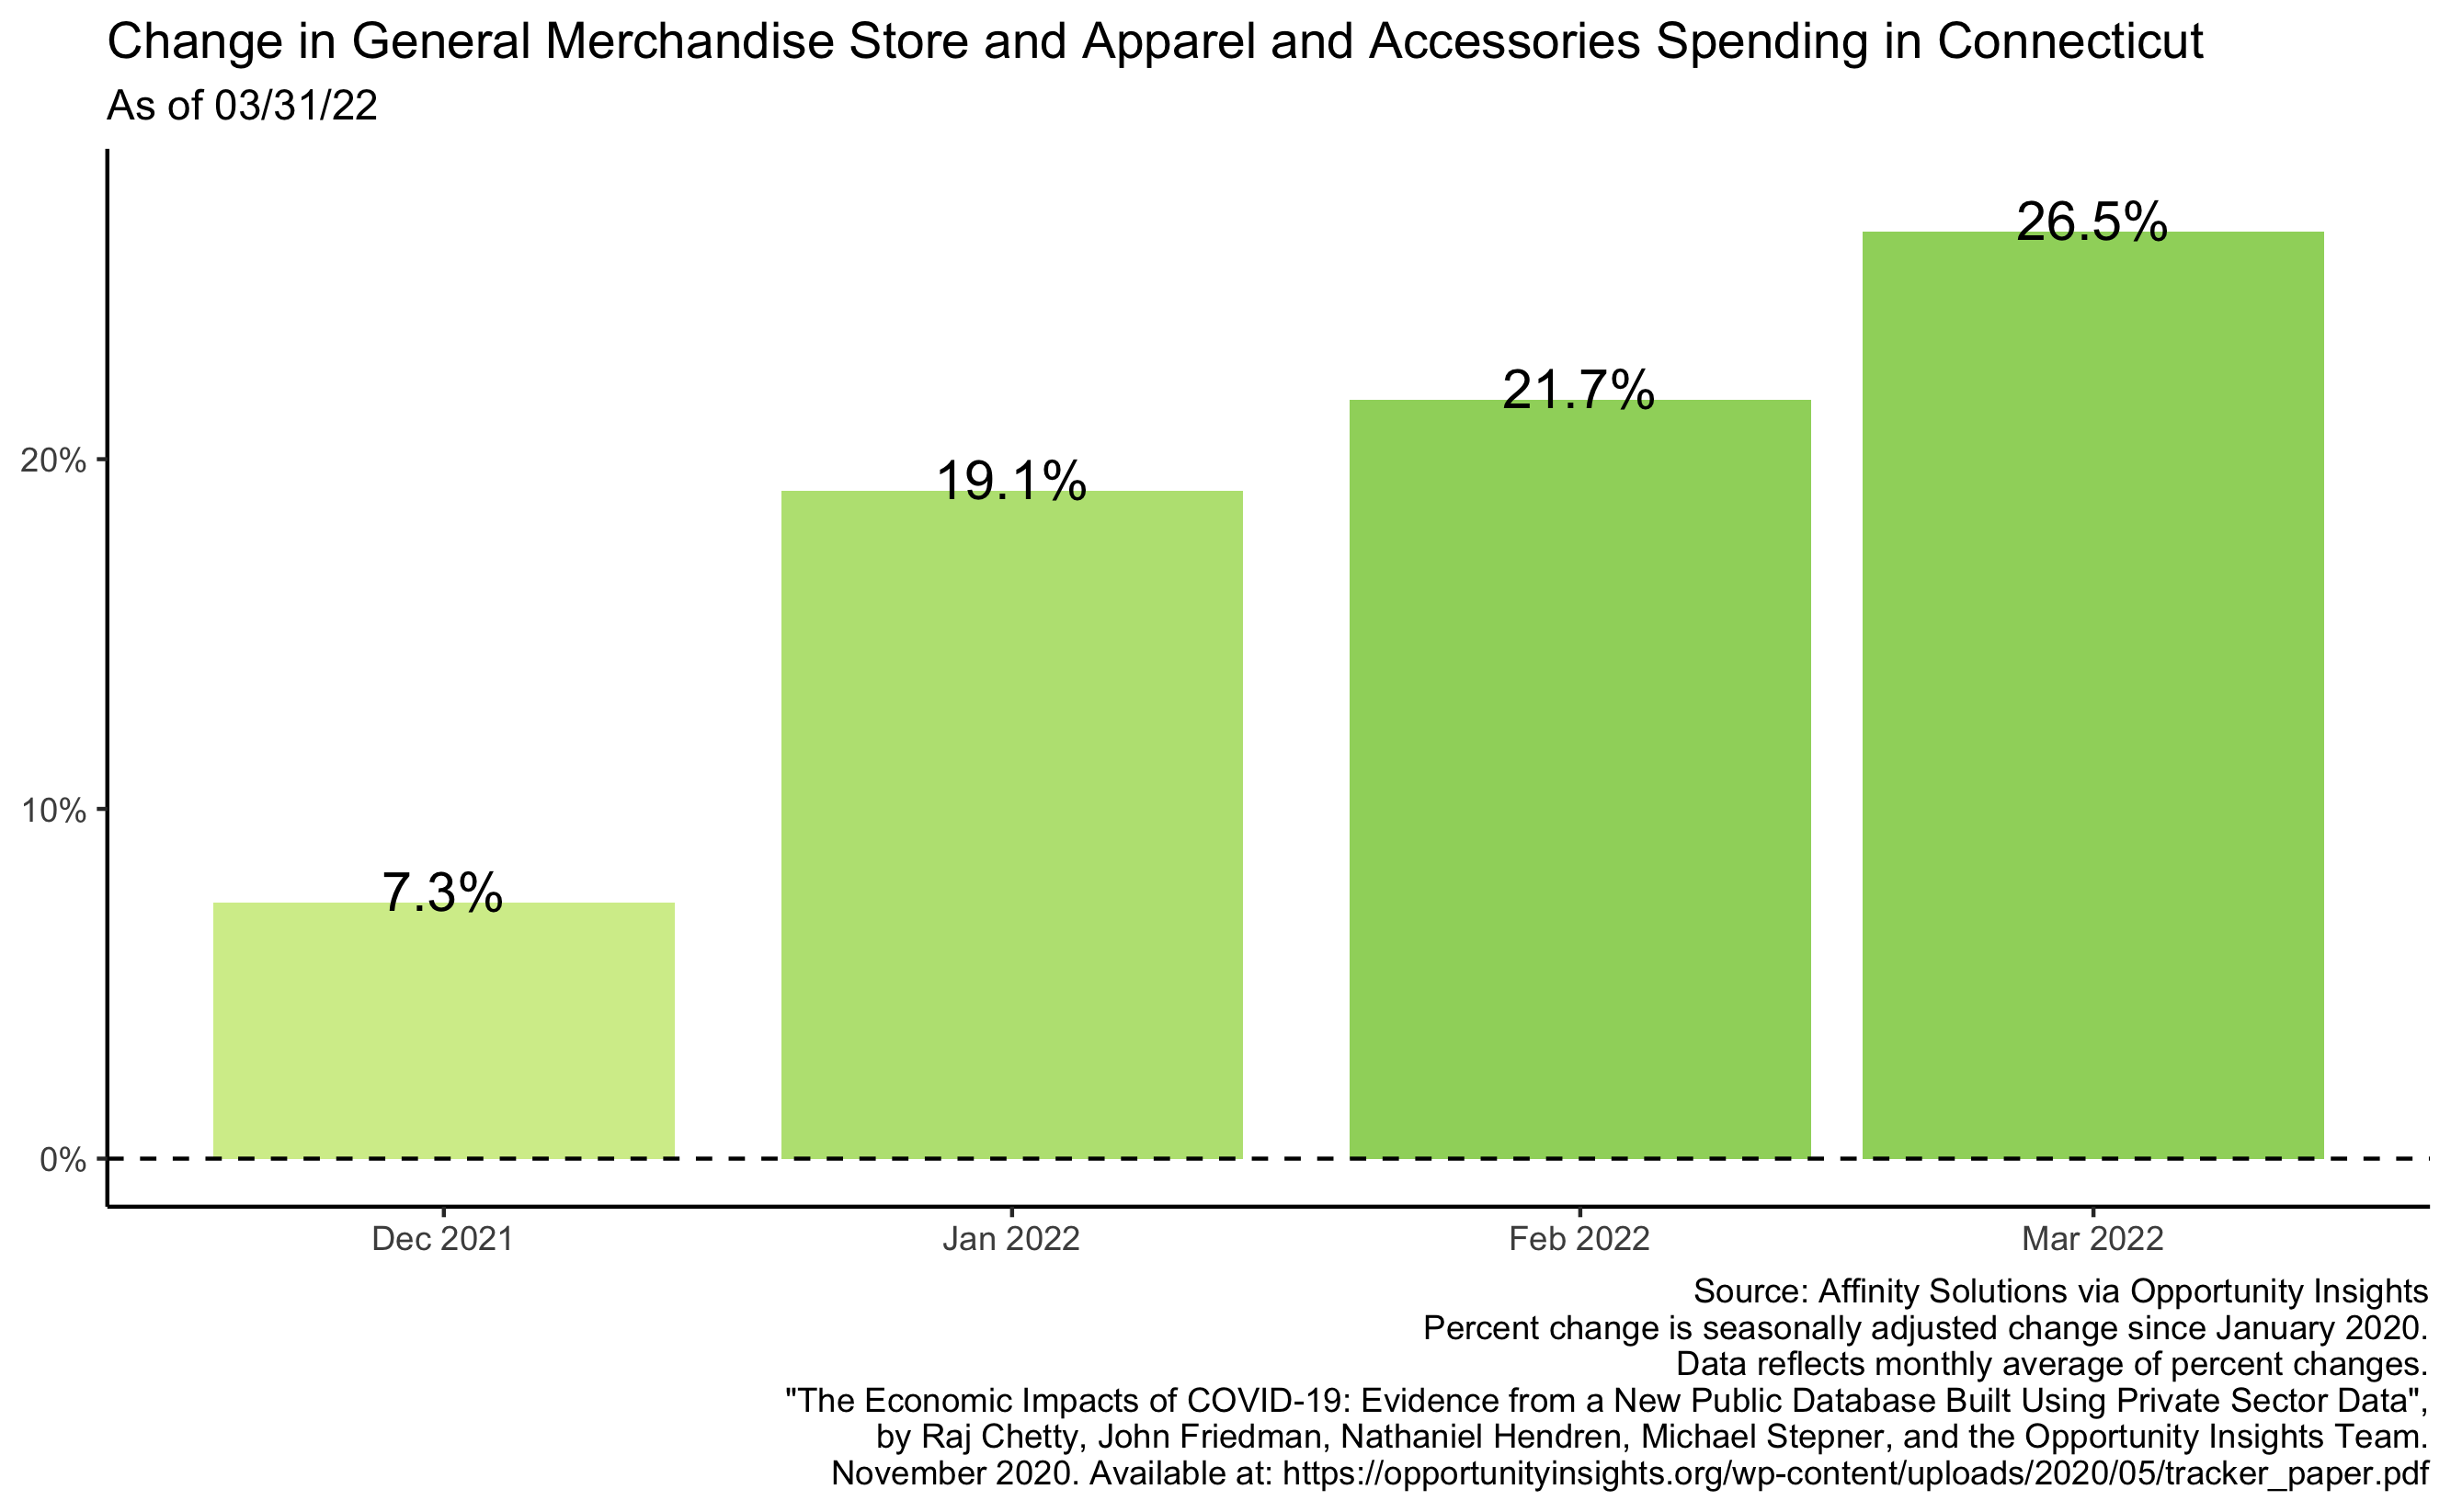 Change in General Merchandise Store and Apparel and Accessories Spending in Connecticut
As of 03/31/22
26.5%
21.7%
20%
19.1%
10%
7.3%
0%
Dec 2021
Jan 2022
Feb 2022
Mar 2022
Source: Affinity Solutions via Opportunity Insights
Percent change is seasonally adjusted change since January 2020.
Data reflects monthly average of percent changes.
"The Economic Impacts of COVID-19: Evidence from a New Public Database Built Using Private Sector Data",
by Raj Chetty, John Friedman, Nathaniel Hendren, Michael Stepner, and the Opportunity Insights Team.
November 2020. Available at: https://opportunityinsights.org/wp-content/uploads/2020/05/tracker_paper.pdf